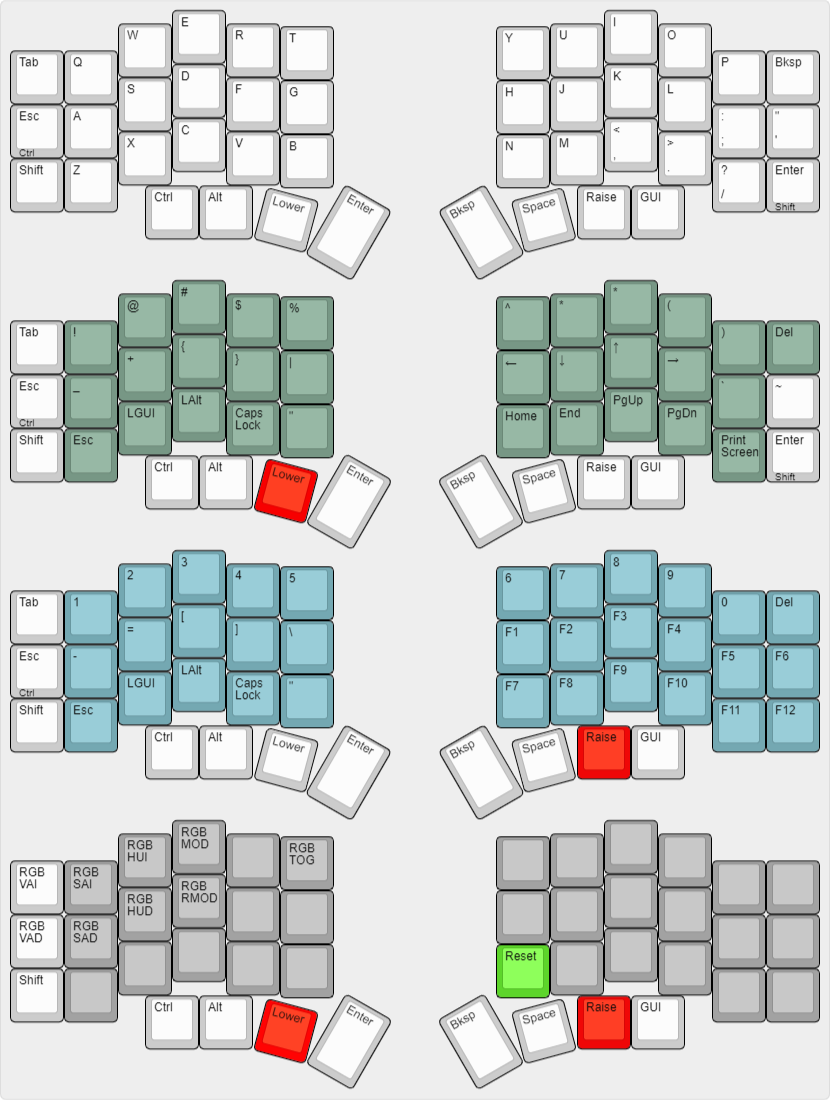 E
I
W
R
T
Y
U
O
Tab
Q
P
Bksp
D
K
S
F
G
H
J
L
Esc
Ctrl
A
:
;
"
'
C
<
,
X
V
B
N
M
>
.
Shift
Z
?
/
Enter
Shift
Ctrl
Alt
Lower
Enter
Bksp
Space
Raise
GUI
#
*
@
$
%
^
*
(
Tab
!
)
Del
{
↑
+
}
|
←
↓
→
Esc
Ctrl
_
`
~
LAlt
PgUp
LGUI
Caps
Lock
"
Home
End
PgDn
Shift
Esc
Print
Screen
Enter
Shift
Ctrl
Alt
Lower
Enter
Bksp
Space
Raise
GUI
3
8
2
4
5
6
7
9
Tab
1
0
Del
[
F3
=
]
\
F1
F2
F4
Esc
Ctrl
-
F5
F6
LAlt
F9
LGUI
Caps
Lock
"
F7
F8
F10
Shift
Esc
F11
F12
Ctrl
Alt
Lower
Enter
Bksp
Space
Raise
GUI
RGB
MOD
RGB
HUI
RGB
TOG
RGB
VAI
RGB
SAI
RGB
RMOD
RGB
HUD
RGB
VAD
RGB
SAD
Reset
Shift
Ctrl
Alt
Lower
Enter
Bksp
Space
Raise
GUI